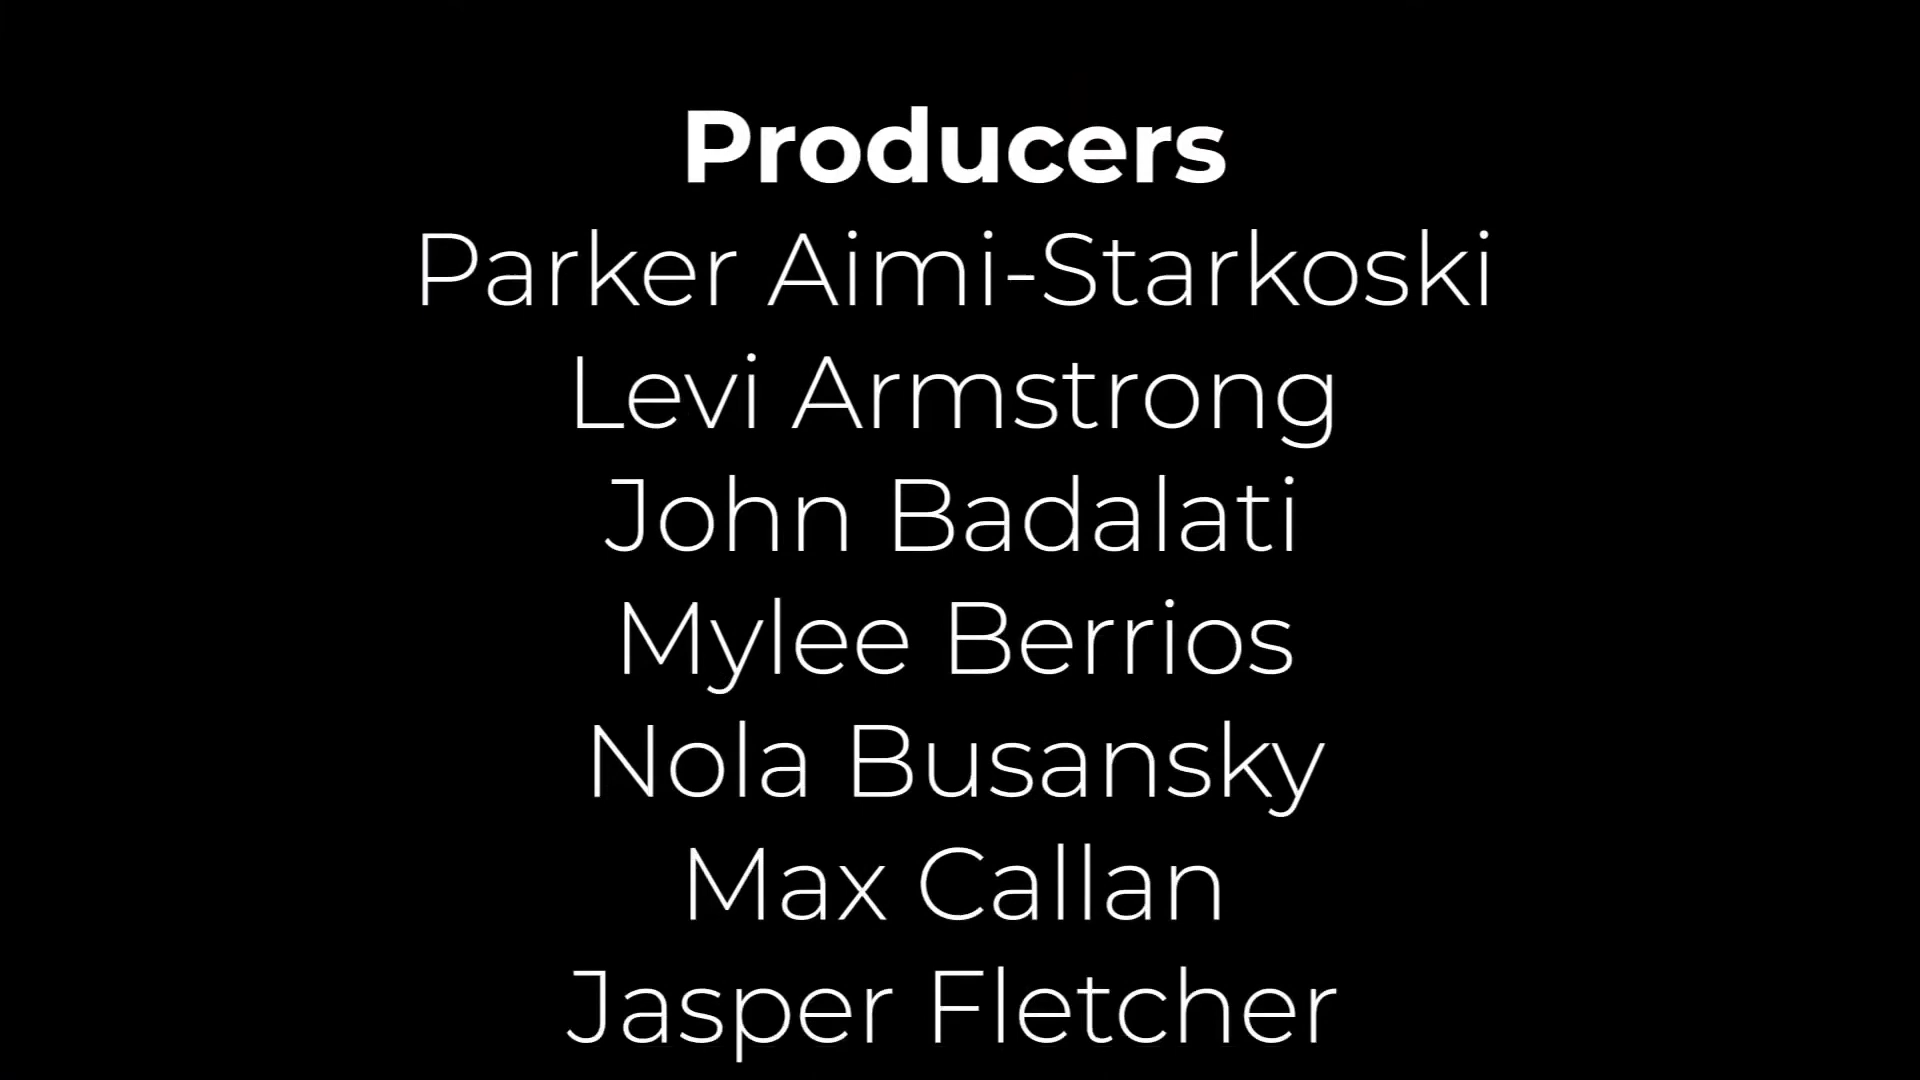 Producers
Parker Aimi-Starkoski
Levi Armstrong
John Badalati
Mylee Berrios
Nola Busansky
Max Callan
Jasper Fletcher